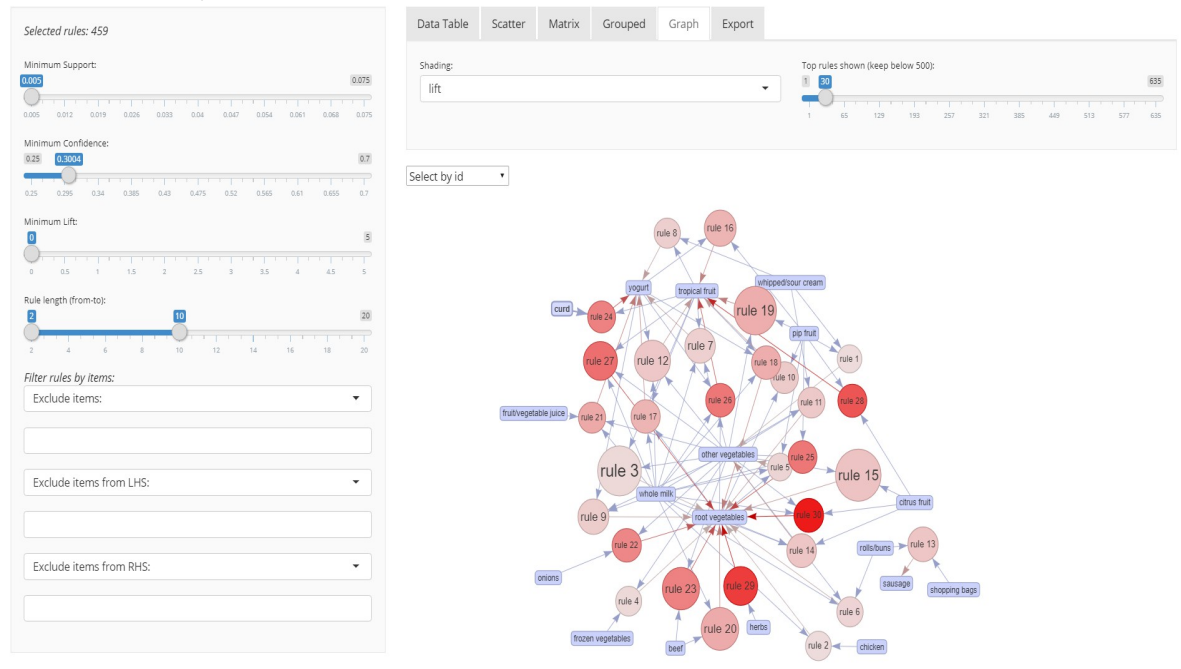 Selected rules: 459
Minimum Support:
0.005 0.075
0.005 0.012 0.019 0.026 0.033 0.04 0.047 0.054 0.061 0.068 0.075
Minimum Confidence:
0.25 0.3004 0.7
0.25 0.295 0.34 0.385 0.43 0.475 0.52 0.565 0.61 0.655 0.7
Minimum Lift:
0 5
0 0.5 1 1.5 2 2.5 3 3.5 4 4.5 5
Rule length (from-to):
2 10 20
2 4 6 8 10 12 14 16 18 20
Filter rules by items:
Exclude items:
Exclude items from LHS:
Exclude items from RHS:
Data Table Scatter Matrix Grouped Graph Export
Shading:
lift
Top rules shown (keep below 500):
1 30 635
1 65 129 193 257 321 385 449 513 577 635
Select by id
rule 8
rule 16
yogurt
tropical fruit
whipped/sour cream
curd
rule 24
rule 19
pip fruit
rule 27
rule 12
rule 7
rule 18
rule 10
rule 1
fruit/vegetable juice
rule 21
rule 17
rule 26
rule 11
rule 28
other vegetables
rule 25
rule 5
rule 3
rule 15
whole milk
citrus fruit
rule 9
root vegetables
rule 30
rule 22
rule 14
rolls/buns
rule 13
onions
sausage
shopping bags
rule 4
rule 23
rule 29
rule 6
frozen vegetables
beef
rule 20
herbs
rule 2
chicken